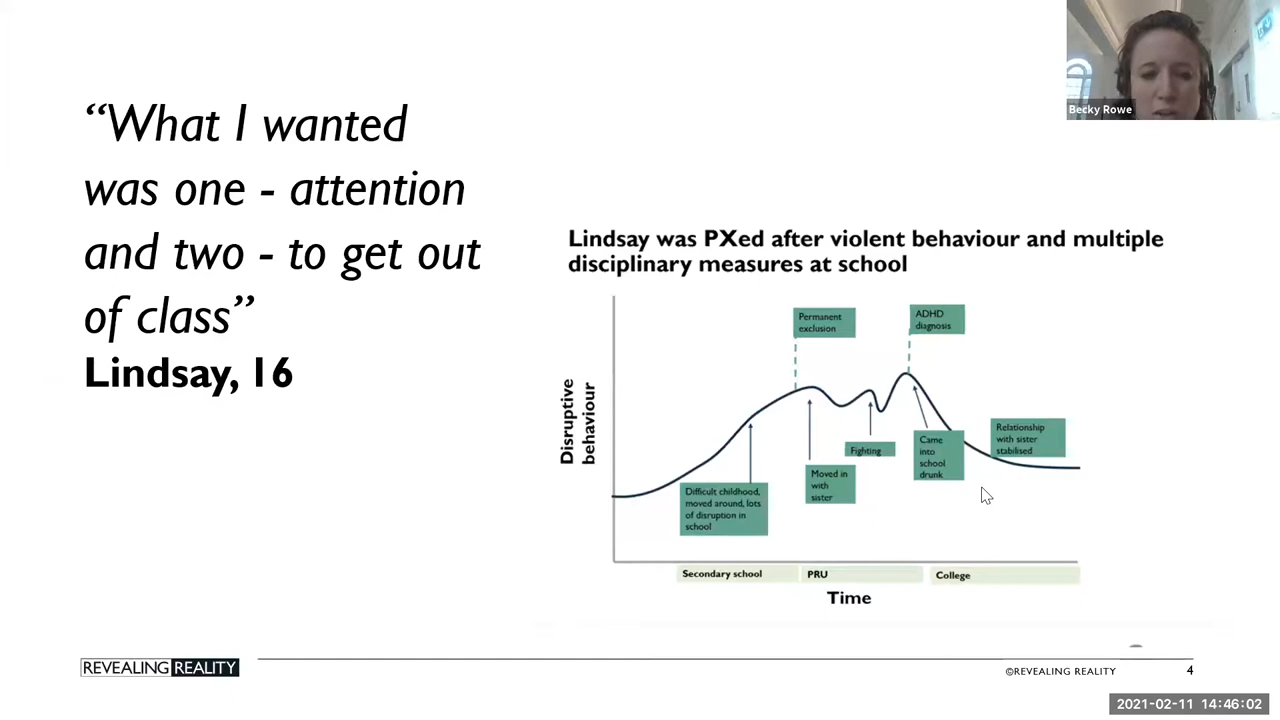 Becky Rowe
“What I wanted
was one - attention
and two - to get out
of class”
Lindsay, 16
Lindsay was PXed after violent behaviour and multiple
disciplinary measures at school
Permanent
exclusion
ADHD
diagnosis
Disruptive
behaviour
Relationship
with sister
stabilised
Came
into
school
drunk
Fighting
Moved in
with
sister
Difficult childhood,
moved around, lots
of disruption in
school
Secondary school
PRU
College
Time
REVEALING REALITY
©REVEALING REALITY
4
2021-02-11 14:46:02